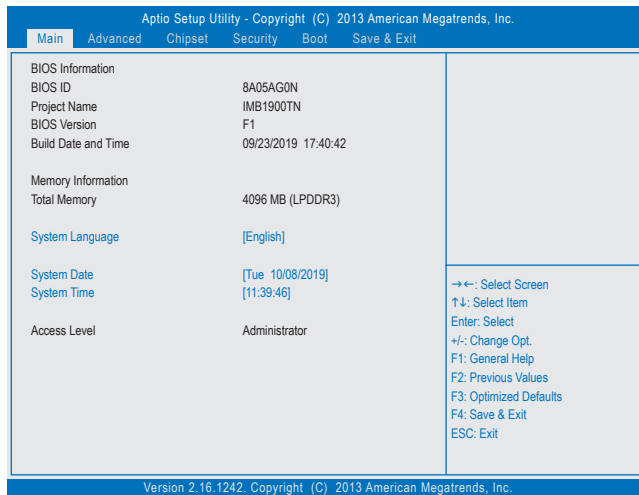 Aptio Setup Utility - Copyright (C) 2013 American Megatrends, Inc.
Main Advanced Chipset Security Boot Save & Exit
BIOS Information
BIOS ID 8A05AG0N
Project Name IMB1900TN
BIOS Version F1
Build Date and Time 09/23/2019 17:40:42
Memory Information
Total Memory 4096 MB (LPDDR3)
System Language [English]
System Date [Tue 10/08/2019]
System Time [11:39:46]
Access Level Administrator
→←: Select Screen
↑↓: Select Item
Enter: Select
+/-: Change Opt.
F1: General Help
F2: Previous Values
F3: Optimized Defaults
F4: Save & Exit
ESC: Exit
Version 2.16.1242. Copyright (C) 2013 American Megatrends, Inc.